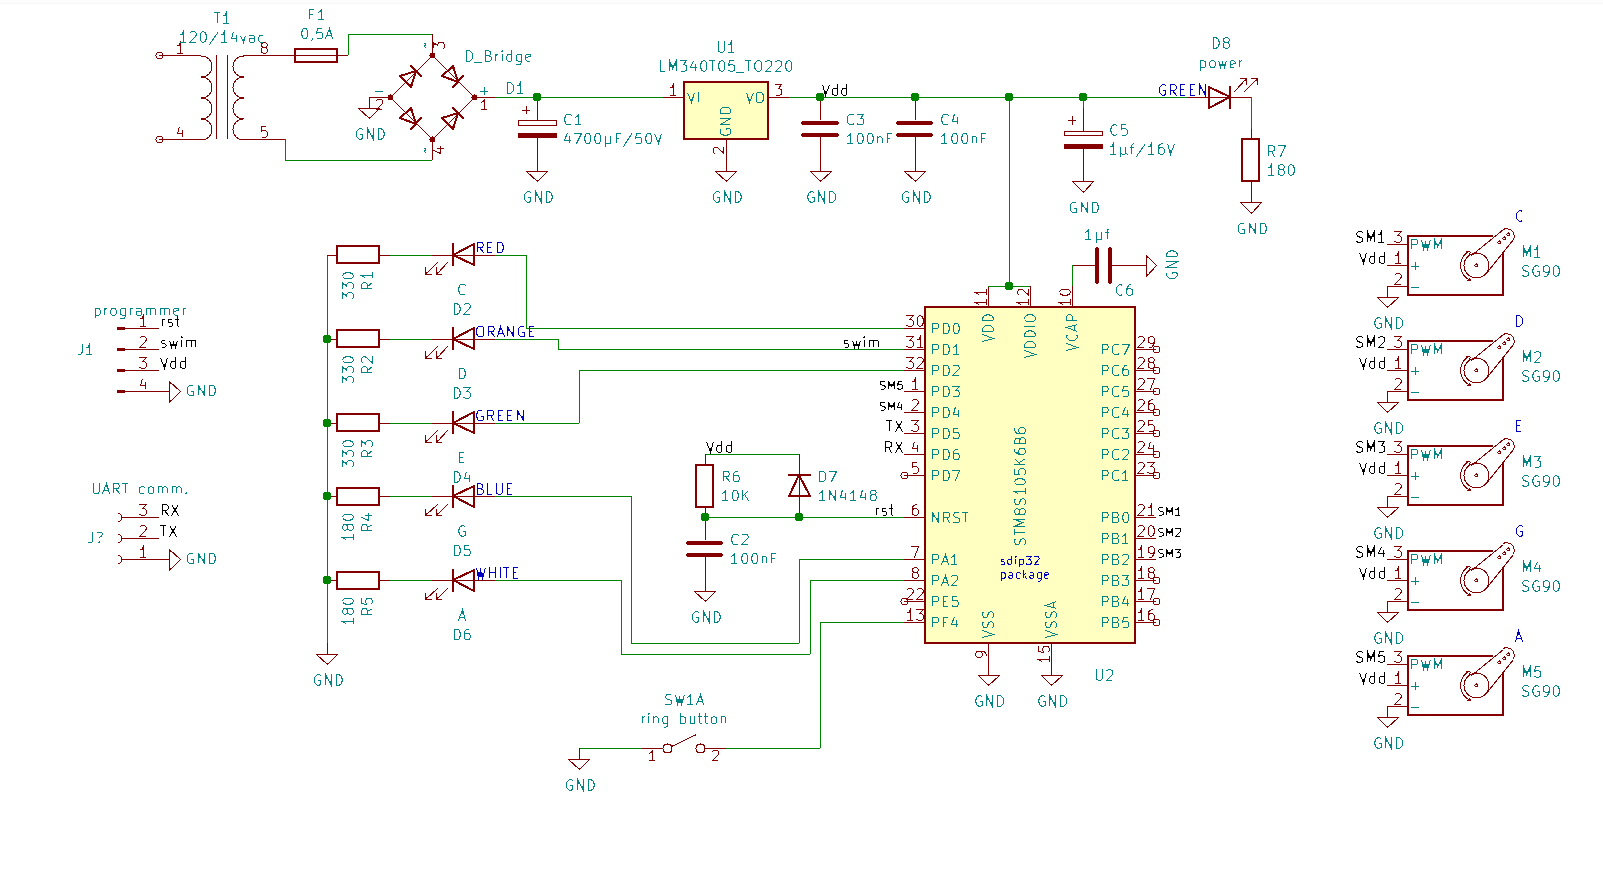 T1
120/14vac
1
8
4
5
F1
0,5A
D_Bridge
D1
~
3
-
2
+
1
~
4
GND
C1
4700µF/50V
+
GND
U1
LM340T05_TO220
1
VI
VO
3
GND
2
GND
Vdd
C3
100nF
GND
C4
100nF
GND
+
C5
1µf/16V
GND
D8
power
GREEN
R7
180
GND
330
R1
RED
C
D2
330
R2
ORANGE
D
D3
330
R3
GREEN
E
D4
180
R4
BLUE
G
D5
180
R5
WHITE
A
D6
GND
programmer
J1
1 rst
2 swim
3 Vdd
4 GND
UART comm.
J?
3 RX
2 TX
1 GND
Vdd
R6
10K
D7
1N4148
rst
C2
100nF
GND
1µf
C6
GND
11
VDD
12
VDDIO
10
VCAP
30 PD0
swim 31 PD1
32 PD2
SM5 1 PD3
SM4 2 PD4
TX 3 PD5
RX 4 PD6
5 PD7
6 NRST
7 PA1
8 PA2
22 PE5
13 PF4
STM8S105K6B6
sdip32
package
PC7 29
PC6 28
PC5 27
PC4 26
PC3 25
PC2 24
PC1 23
PB0 21 SM1
PB1 20 SM2
PB2 19 SM3
PB3 18
PB4 17
PB5 16
VSS
9
GND
VSSA
15
GND
U2
SW1A
ring button
1
2
GND
C
SM1 3 PWM
Vdd 1 +
2 -
M1
SG90
GND
D
SM2 3 PWM
Vdd 1 +
2 -
M2
SG90
GND
E
SM3 3 PWM
Vdd 1 +
2 -
M3
SG90
GND
G
SM4 3 PWM
Vdd 1 +
2 -
M4
SG90
GND
A
SM5 3 PWM
Vdd 1 +
2 -
M5
SG90
GND